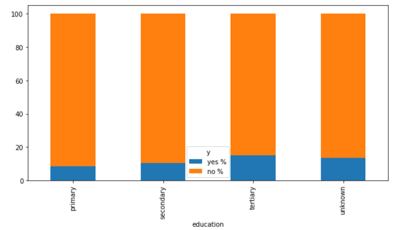 100
80
60
40
20
0
y
yes %
no %
primary
secondary
tertiary
unknown
education